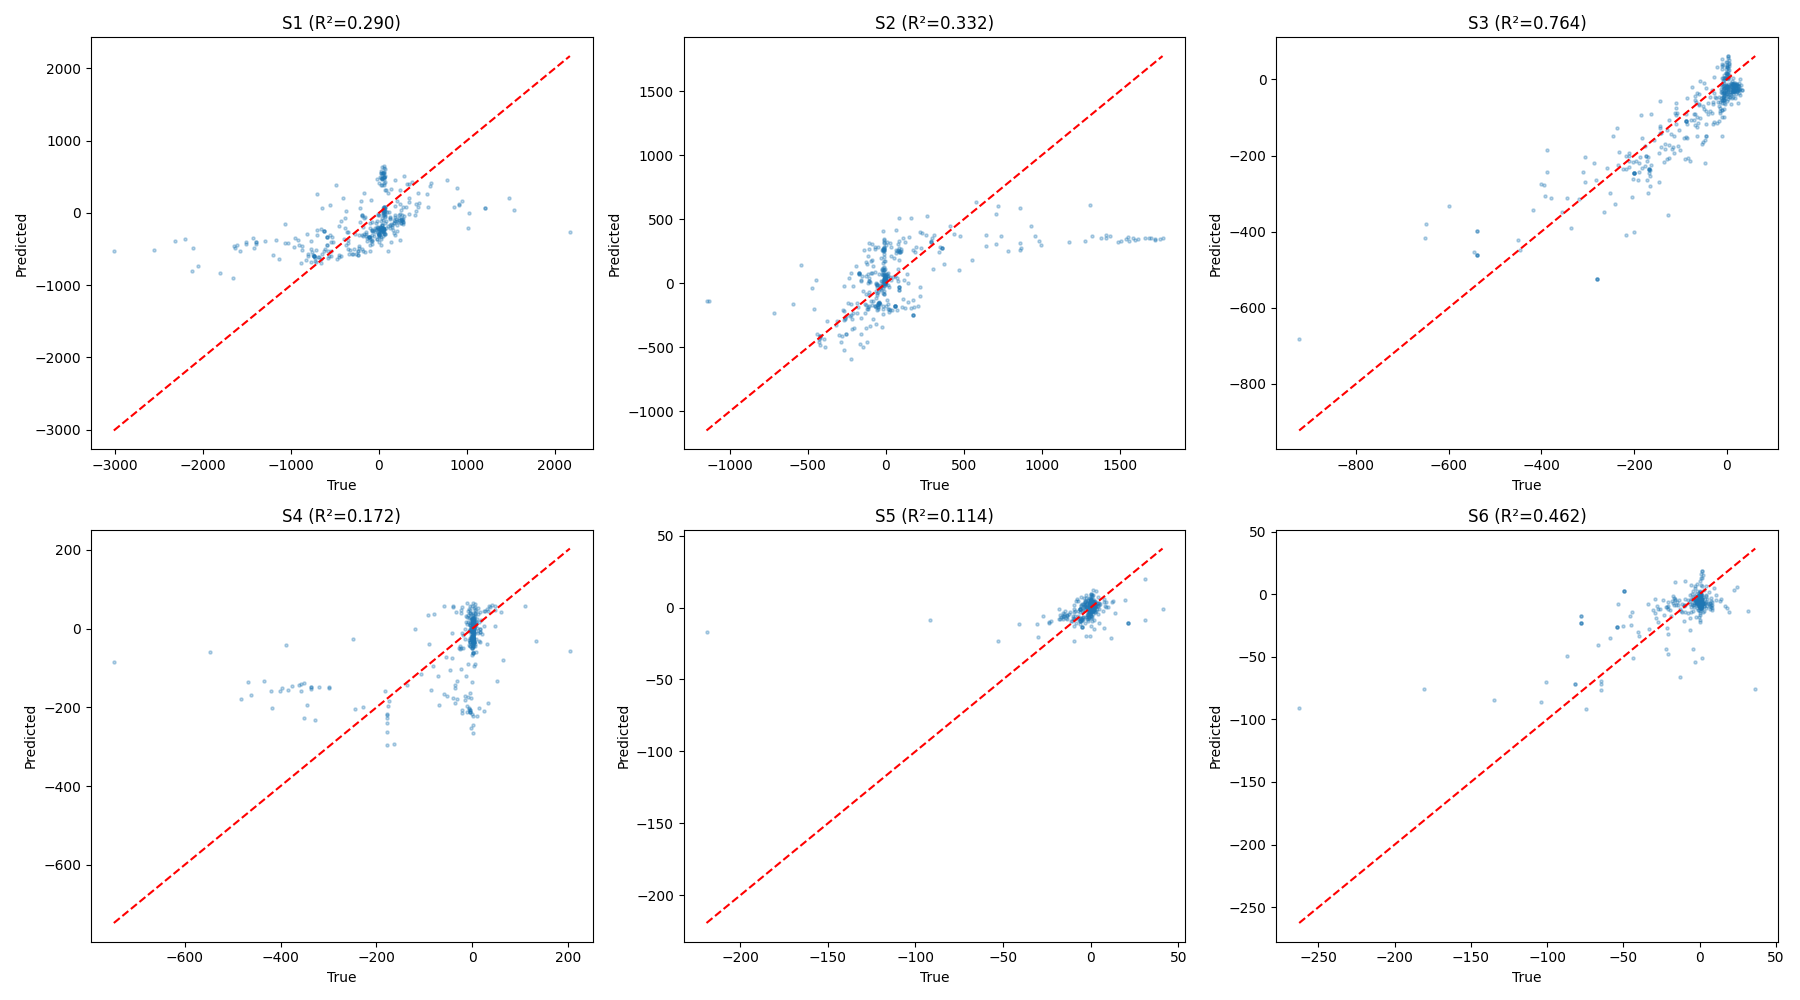 S1 (R²=0.290)
2000
1000
0
−1000
−2000
−3000
Predicted
−3000 −2000 −1000 0 1000 2000
True
S2 (R²=0.332)
1500
1000
500
0
−500
−1000
Predicted
−1000 −500 0 500 1000 1500
True
S3 (R²=0.764)
0
−200
−400
−600
−800
Predicted
−800 −600 −400 −200 0
True
S4 (R²=0.172)
200
0
−200
−400
−600
Predicted
−600 −400 −200 0 200
True
S5 (R²=0.114)
50
0
−50
−100
−150
−200
Predicted
−200 −150 −100 −50 0 50
True
S6 (R²=0.462)
50
0
−50
−100
−150
−200
−250
Predicted
−250 −200 −150 −100 −50 0 50
True